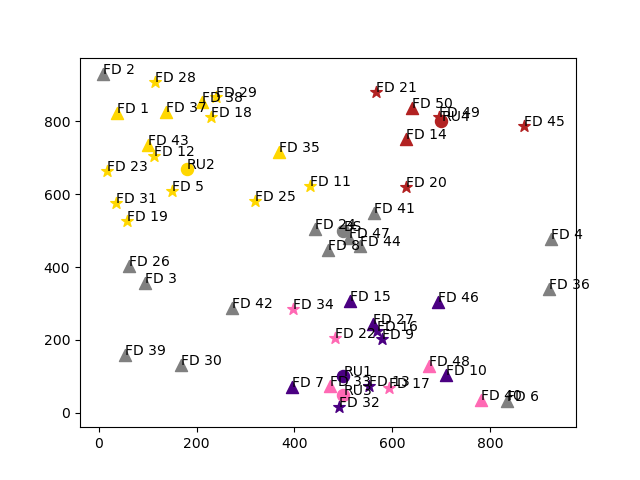 FD 2
FD 28
FD 21
FD 29
FD 38
FD 1
FD 37
FD 50
FD 49
FD 18
RU4
FD 45
FD 14
FD 43
FD 12
FD 35
RU2
FD 23
FD 5
FD 11
FD 20
FD 31
FD 25
FD 41
FD 19
FD 24
BS
FD 47
FD 4
FD 8
FD 44
FD 26
FD 3
FD 36
FD 42
FD 34
FD 15
FD 46
FD 27
FD 16
FD 22
FD 9
FD 39
FD 30
FD 48
RU1
FD 10
FD 7
FD 33
FD 13
FD 17
RU3
FD 32
FD 40
FD 6
800
600
400
200
0
0
200
400
600
800